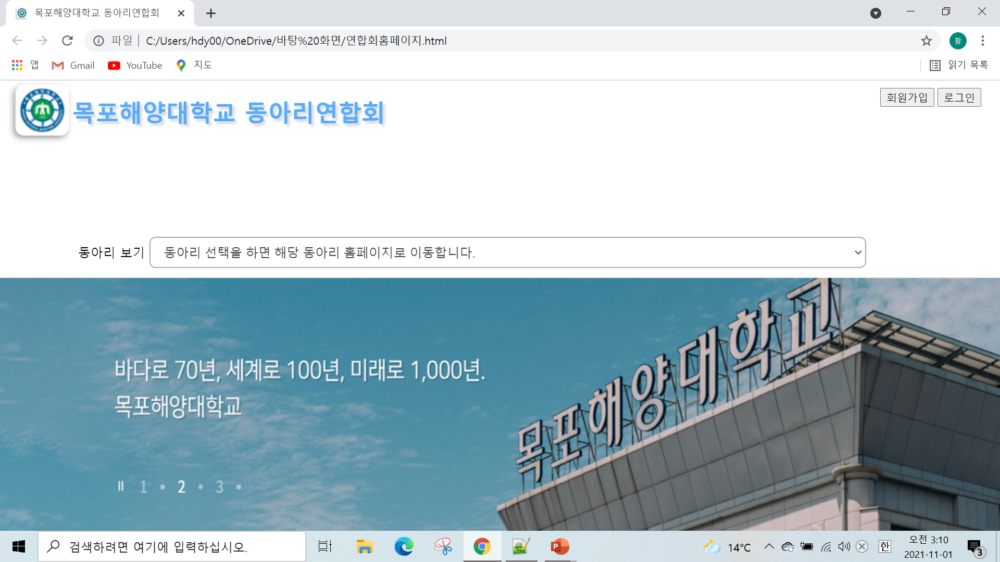 목포해양대학교 동아리연합회
파일 | C:/Users/hdy00/OneDrive/바탕%20화면/연합회홈페이지.html
황
앱 Gmail YouTube 지도 읽기 목록
목포해양대학교 동아리연합회
회원가입 로그인
동아리 보기 동아리 선택을 하면 해당 동아리 홈페이지로 이동합니다.
바다로 70년, 세계로 100년, 미래로 1,000년.
목포해양대학교
1 • 2 • 3 •
목포해양대학교
검색하려면 여기에 입력하십시오.
14°C
한
오전 3:10
2021-11-01
3